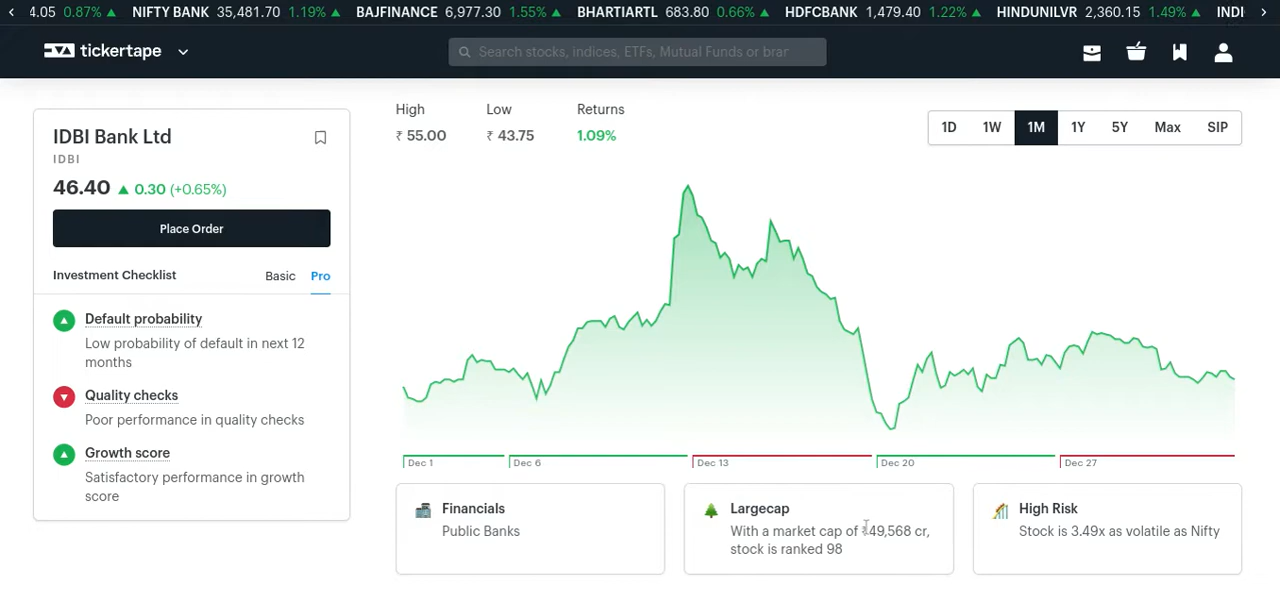 4.05 0.87% ▲ NIFTY BANK 35,481.70 1.19% ▲ BAJFINANCE 6,977.30 1.55% ▲ BHARTIARTL 683.80 0.66% ▲ HDFCBANK 1,479.40 1.22% ▲ HINDUNILVR 2,360.15 1.49% ▲ INDI
tickertape
Search stocks, indices, ETFs, Mutual Funds or brar
IDBI Bank Ltd
IDBI
46.40 ▲ 0.30 (+0.65%)
Place Order
Investment Checklist Basic Pro
Default probability
Low probability of default in next 12
months
Quality checks
Poor performance in quality checks
Growth score
Satisfactory performance in growth
score
High Low Returns
₹ 55.00 ₹ 43.75 1.09%
1D 1W 1M 1Y 5Y Max SIP
Dec 1 Dec 6 Dec 13 Dec 20 Dec 27
Financials
Public Banks
Largecap
With a market cap of ₹49,568 cr,
stock is ranked 98
High Risk
Stock is 3.49x as volatile as Nifty